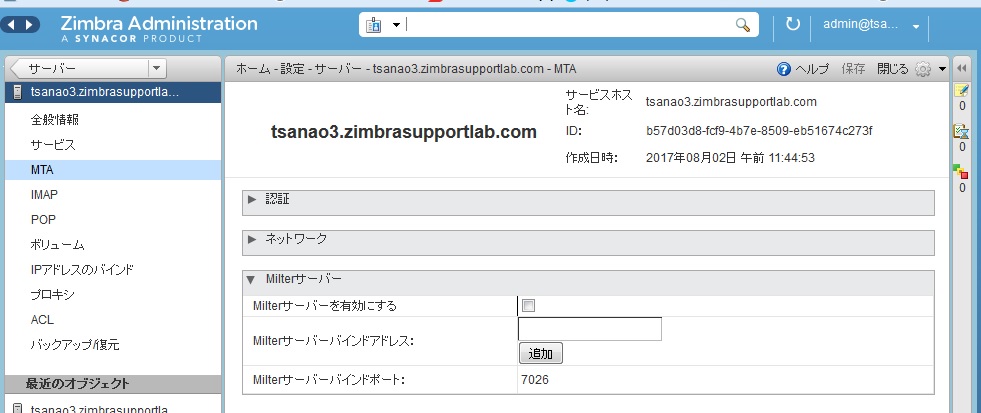 Zimbra Administration
A SYNACOR PRODUCT
admin@tsa...
サーバー
ホーム - 設定 - サーバー - tsanao3.zimbrasupportlab.com - MTA
ヘルプ 保存 閉じる
tsanao3.zimbrasupportla...
全般情報
サービス
MTA
IMAP
POP
ボリューム
IPアドレスのバインド
プロキシ
ACL
バックアップ/復元
最近のオブジェクト
tsanao3.zimbrasupportla
tsanao3.zimbrasupportlab.com
サービスホスト名:
tsanao3.zimbrasupportlab.com
ID:
b57d03d8-fcf9-4b7e-8509-eb51674c273f
作成日時:
2017年08月02日 午前 11:44:53
認証
ネットワーク
Milterサーバー
Milterサーバーを有効にする
Milterサーバーバインドアドレス:
追加
Milterサーバーバインドポート:
7026
0
0
0